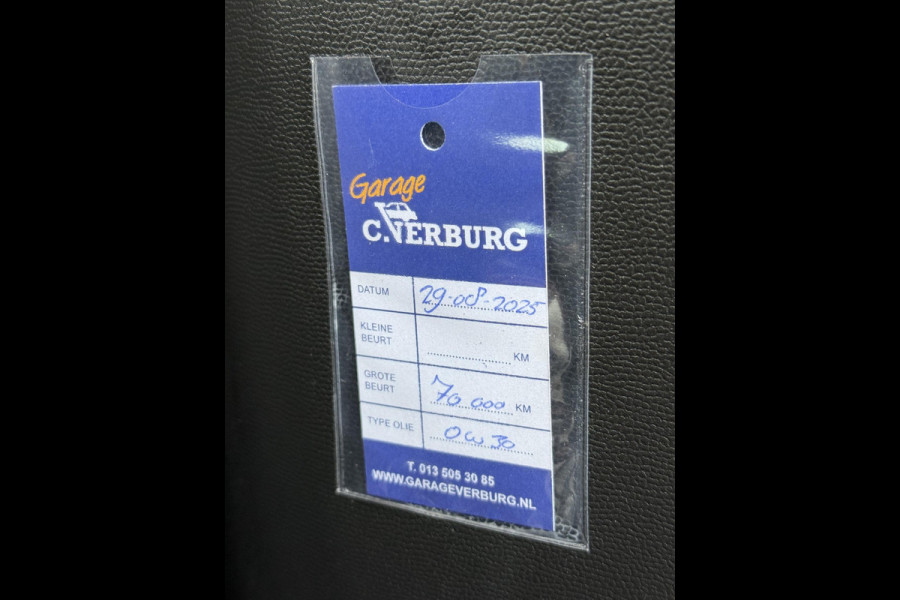 Garage
C.VERBURG
DATUM 29-08-2025
KLEINE
BEURT
KM
GROTE
BEURT
70 000 KM
TYPE OLIE 0w30
T. 013 505 30 85
WWW.GARAGEVERBURG.NL